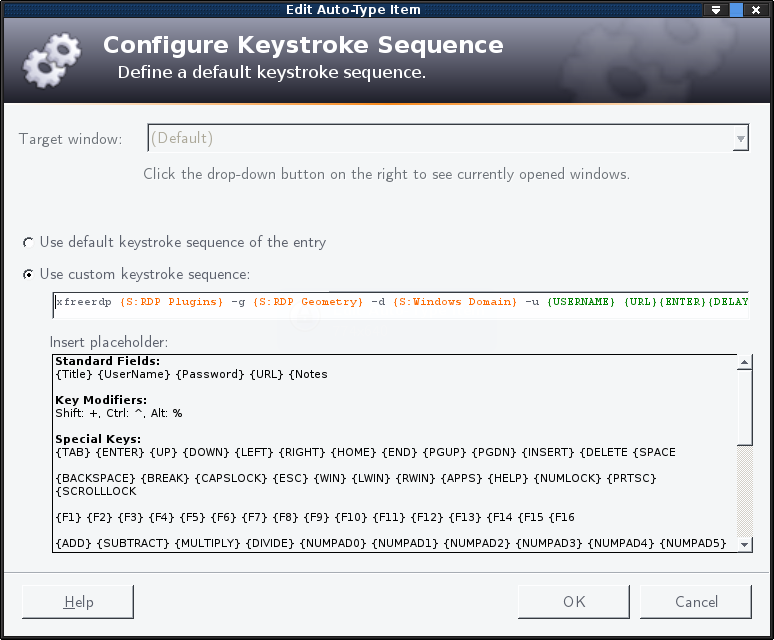 Edit Auto-Type Item
Configure Keystroke Sequence
Define a default keystroke sequence.
Target window:
(Default)
Click the drop-down button on the right to see currently opened windows.
Use default keystroke sequence of the entry
Use custom keystroke sequence:
xfreerdp {S:RDP Plugins} -g {S:RDP Geometry} -d {S:Windows Domain} -u {USERNAME} {URL}{ENTER}{DELAY
Insert placeholder:
Standard Fields:
{Title} {UserName} {Password} {URL} {Notes
Key Modifiers:
Shift: +, Ctrl: ^, Alt: %
Special Keys:
{TAB} {ENTER} {UP} {DOWN} {LEFT} {RIGHT} {HOME} {END} {PGUP} {PGDN} {INSERT} {DELETE {SPACE
{BACKSPACE} {BREAK} {CAPSLOCK} {ESC} {WIN} {LWIN} {RWIN} {APPS} {HELP} {NUMLOCK} {PRTSC}
{SCROLLLOCK
{F1} {F2} {F3} {F4} {F5} {F6} {F7} {F8} {F9} {F10} {F11} {F12} {F13} {F14 {F15 {F16
{ADD} {SUBTRACT} {MULTIPLY} {DIVIDE} {NUMPAD0} {NUMPAD1} {NUMPAD2} {NUMPAD3} {NUMPAD4} {NUMPAD5}
Help
OK
Cancel